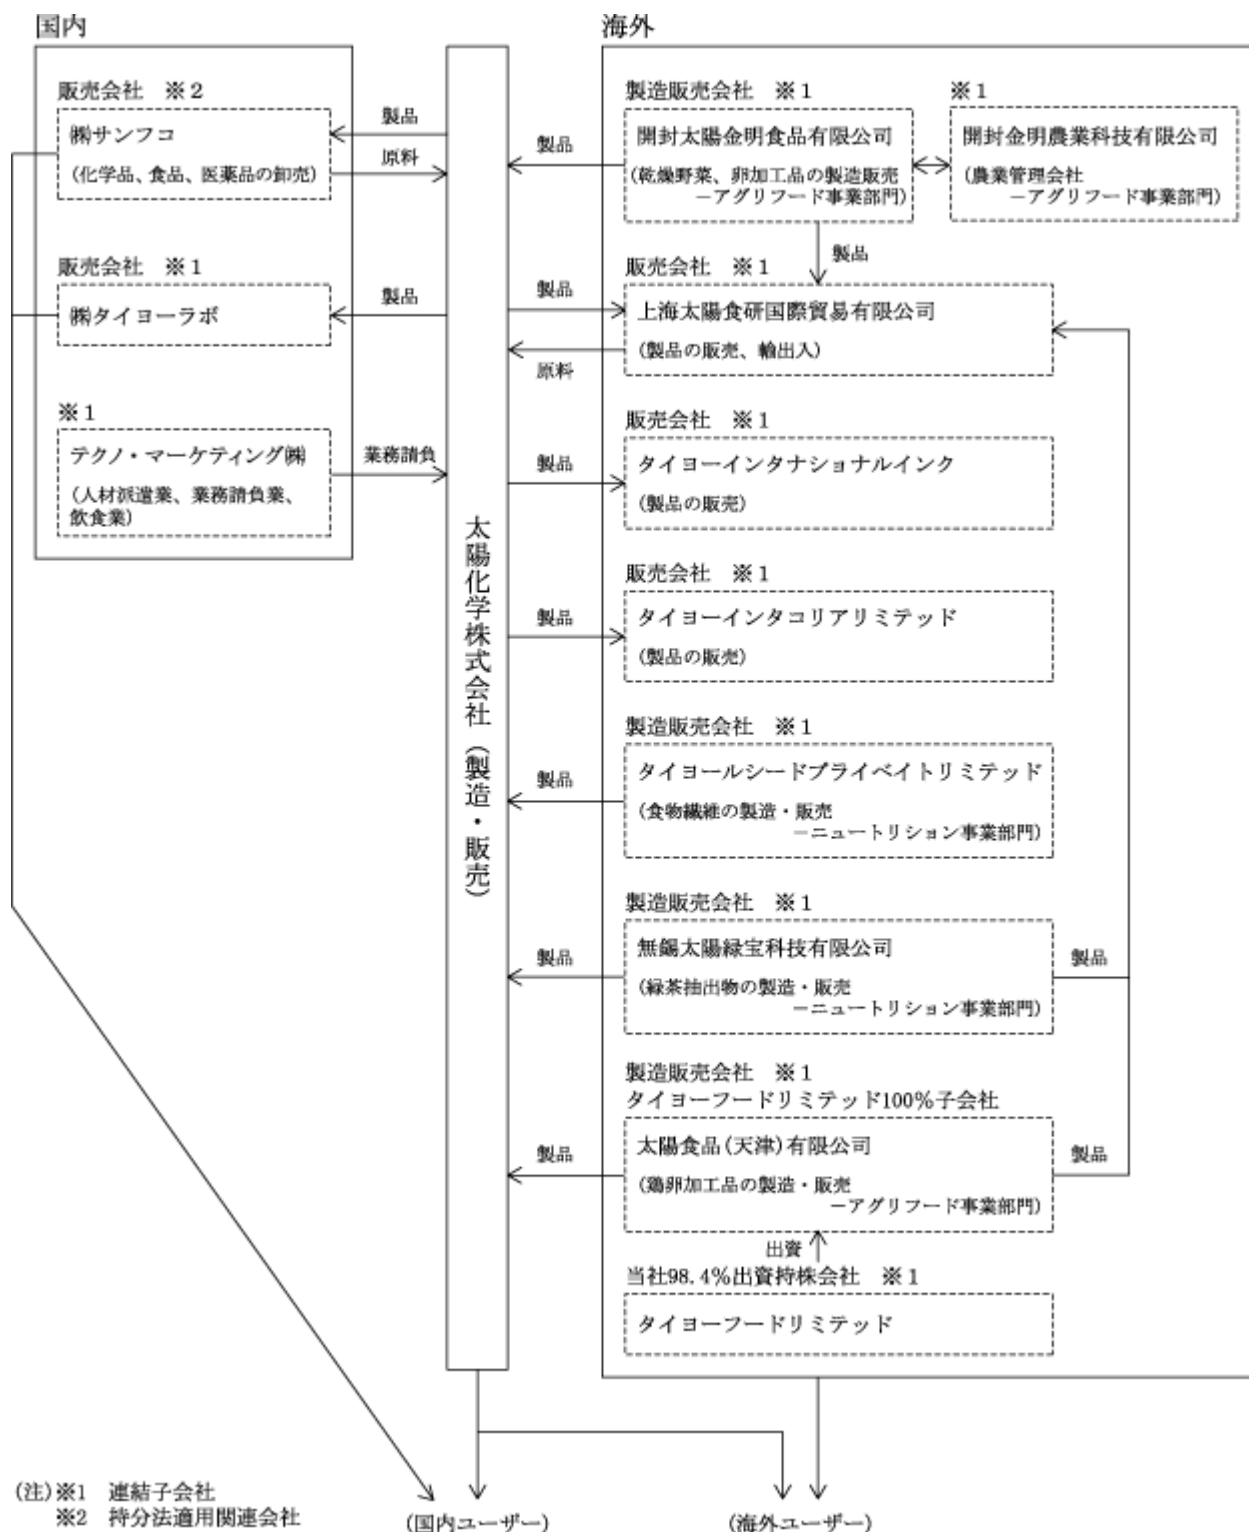 国内
販売会社　※２
㈱サンフコ
(化学品、食品、医薬品の卸売)
製品
原料
販売会社　※１
㈱タイヨーラボ
製品
※１
テクノ・マーケティング㈱
(人材派遣業、業務請負業、
飲食業)
業務請負
太陽化学株式会社（製造・販売）
海外
製造販売会社　※１
開封太陽金明食品有限公司
(乾燥野菜、卵加工品の製造販売
－アグリフード事業部門)
製品
※１
開封金明農業科技有限公司
(農業管理会社
－アグリフード事業部門)
製品
販売会社　※１
上海太陽食研国際貿易有限公司
(製品の販売、輸出入)
製品
原料
販売会社　※１
タイヨーインタナショナルインク
(製品の販売)
製品
販売会社　※１
タイヨーインタコリアリミテッド
(製品の販売)
製品
製造販売会社　※１
タイヨールシードプライベイトリミテッド
(食物繊維の製造・販売
－ニュートリション事業部門)
製品
製造販売会社　※１
無錫太陽緑宝科技有限公司
(緑茶抽出物の製造・販売
－ニュートリション事業部門)
製品
製品
製造販売会社　※１
タイヨーフードリミテッド100％子会社
太陽食品(天津)有限公司
(鶏卵加工品の製造・販売
－アグリフード事業部門)
製品
製品
出資
当社98.4％出資持株会社　※１
タイヨーフードリミテッド
(注)※1　連結子会社
※2　持分法適用関連会社
(国内ユーザー)
(海外ユーザー)